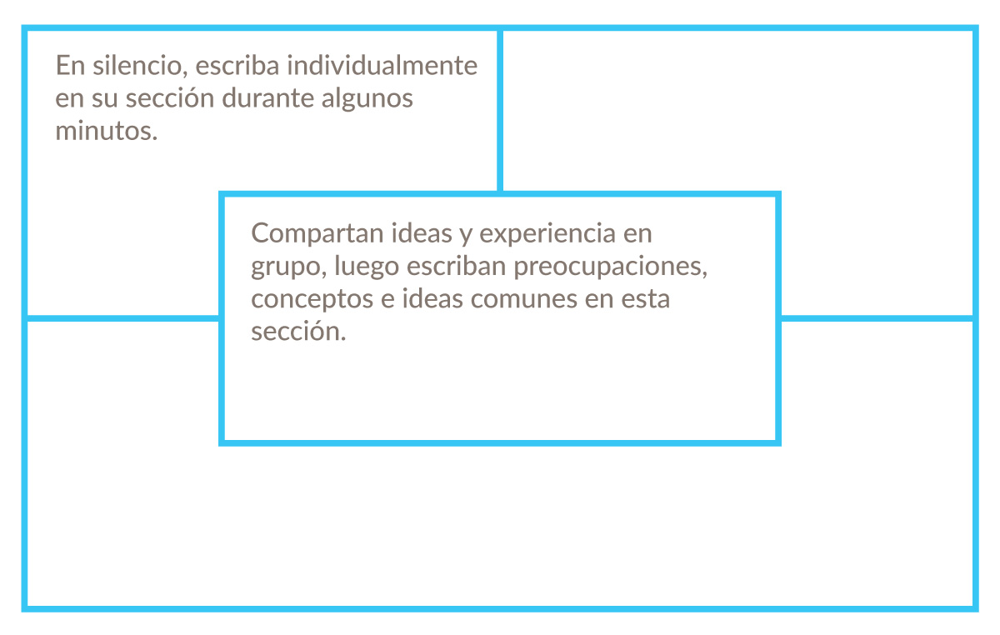 En silencio, escriba individualmente
en su sección durante algunos
minutos.
Compartan ideas y experiencia en
grupo, luego escriban preocupaciones,
conceptos e ideas comunes en esta
sección.